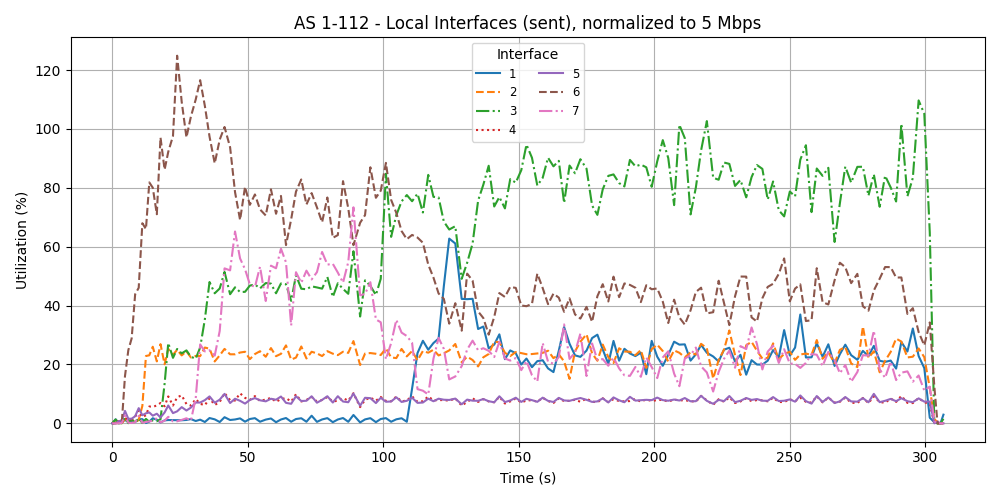 AS 1-112 - Local Interfaces (sent), normalized to 5 Mbps
Interface
1 5
2 6
3 7
4
Utilization (%)
120
100
80
60
40
20
0
0 50 100 150 200 250 300
Time (s)